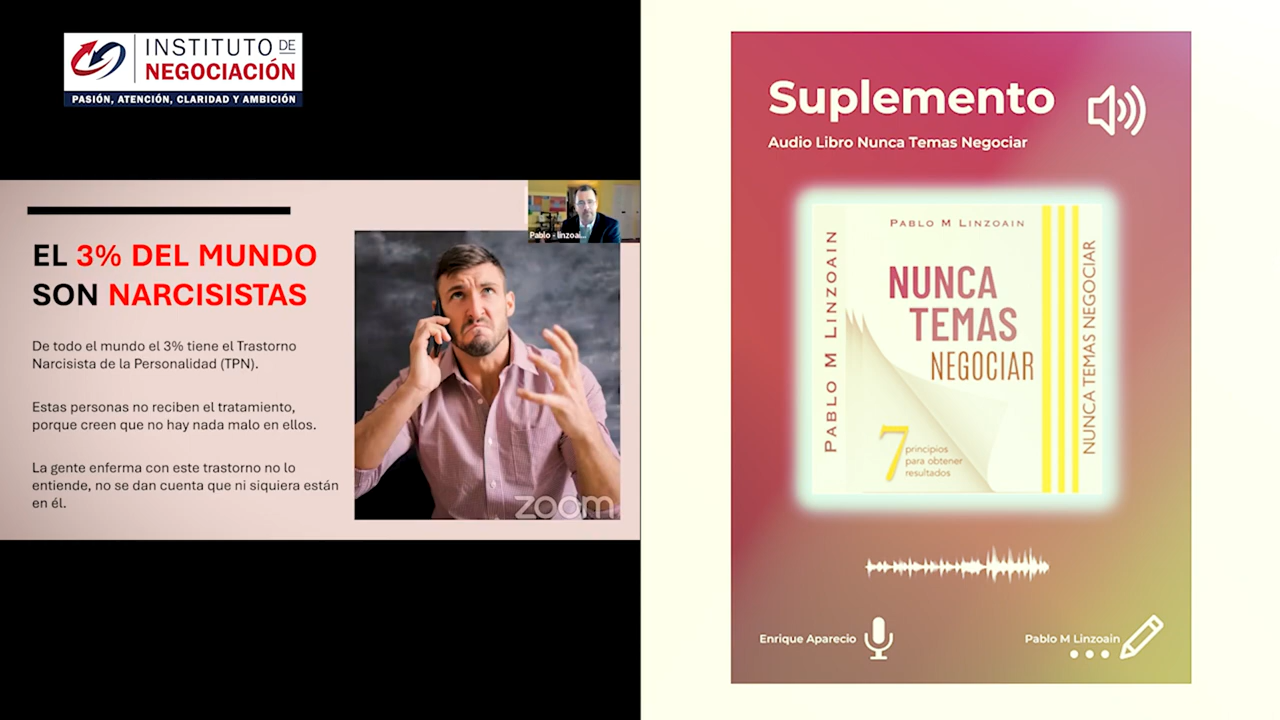 INSTITUTO DE
NEGOCIACIÓN
PASIÓN, ATENCIÓN, CLARIDAD Y AMBICIÓN
Pablo - linzoai...
EL 3% DEL MUNDO
SON NARCISISTAS
De todo el mundo el 3% tiene el Trastorno
Narcisista de la Personalidad (TPN).
Estas personas no reciben el tratamiento,
porque creen que no hay nada malo en ellos.
La gente enferma con este trastorno no lo
entiende, no se dan cuenta que ni siquiera están
en él.
zoom
Suplemento
Audio Libro Nunca Temas Negociar
PABLO M LINZOAIN
PABLO M LINZOAIN
NUNCA
TEMAS
NEGOCIAR
7 principios
para obtener
resultados
NUNCA TEMAS NEGOCIAR
Enrique Aparecio
Pablo M Linzoain